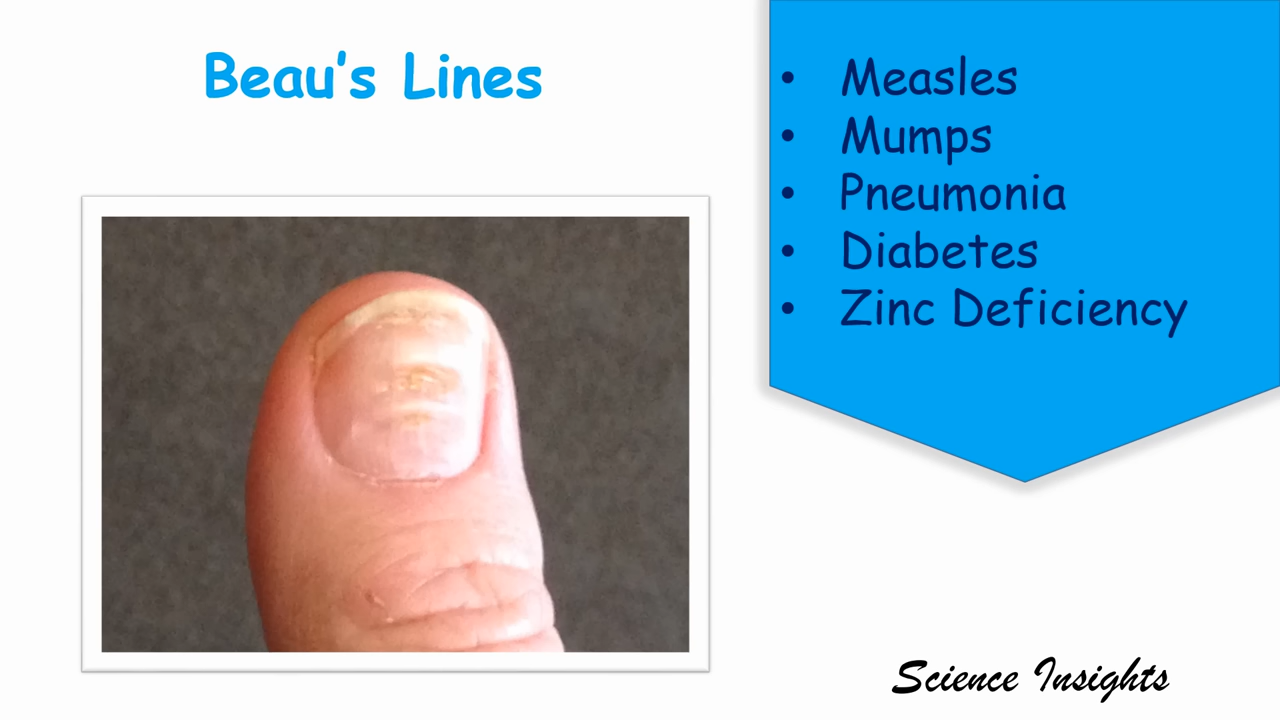 Beau's Lines
• Measles
• Mumps
• Pneumonia
• Diabetes
• Zinc Deficiency
Science Insights